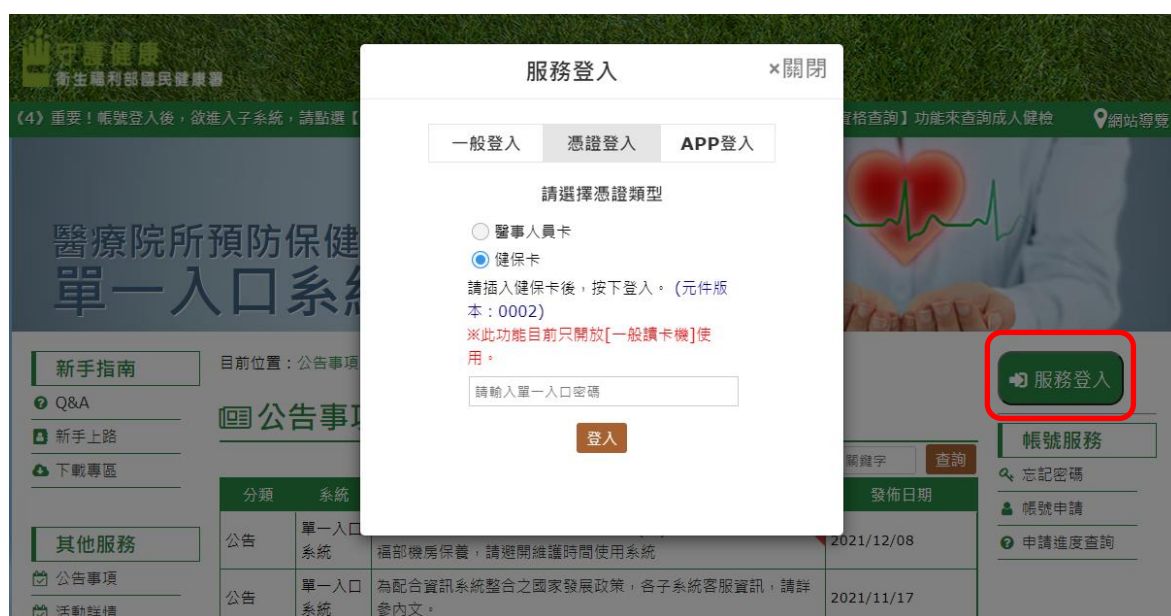 守護健康
衛生福利部國民健康署
服務登入
×關閉
《4》重要！帳號登入後，欲進入子系統，請點選【
資格查詢】功能來查詢成人健檢
網站導覽
一般登入
憑證登入
APP登入
請選擇憑證類型
醫事人員卡
健保卡
請插入健保卡後，按下登入。(元件版
本：0002)
※此功能目前只開放[一般讀卡機]使
用。
請輸入單一入口密碼
登入
醫療院所預防保健
單一入口系統
新手指南
Q&A
新手上路
下載專區
其他服務
公告事項
活動詳情
目前位置：公告事項
公告事項
關鍵字
查詢
分類
系統
發佈日期
公告
單一入口
系統
福部機房保養，請避開維護時間使用系統
2021/12/08
公告
單一入口
系統
為配合資訊系統整合之國家發展政策，各子系統客服資訊，請詳
參內文。
2021/11/17
服務登入
帳號服務
忘記密碼
帳號申請
申請進度查詢